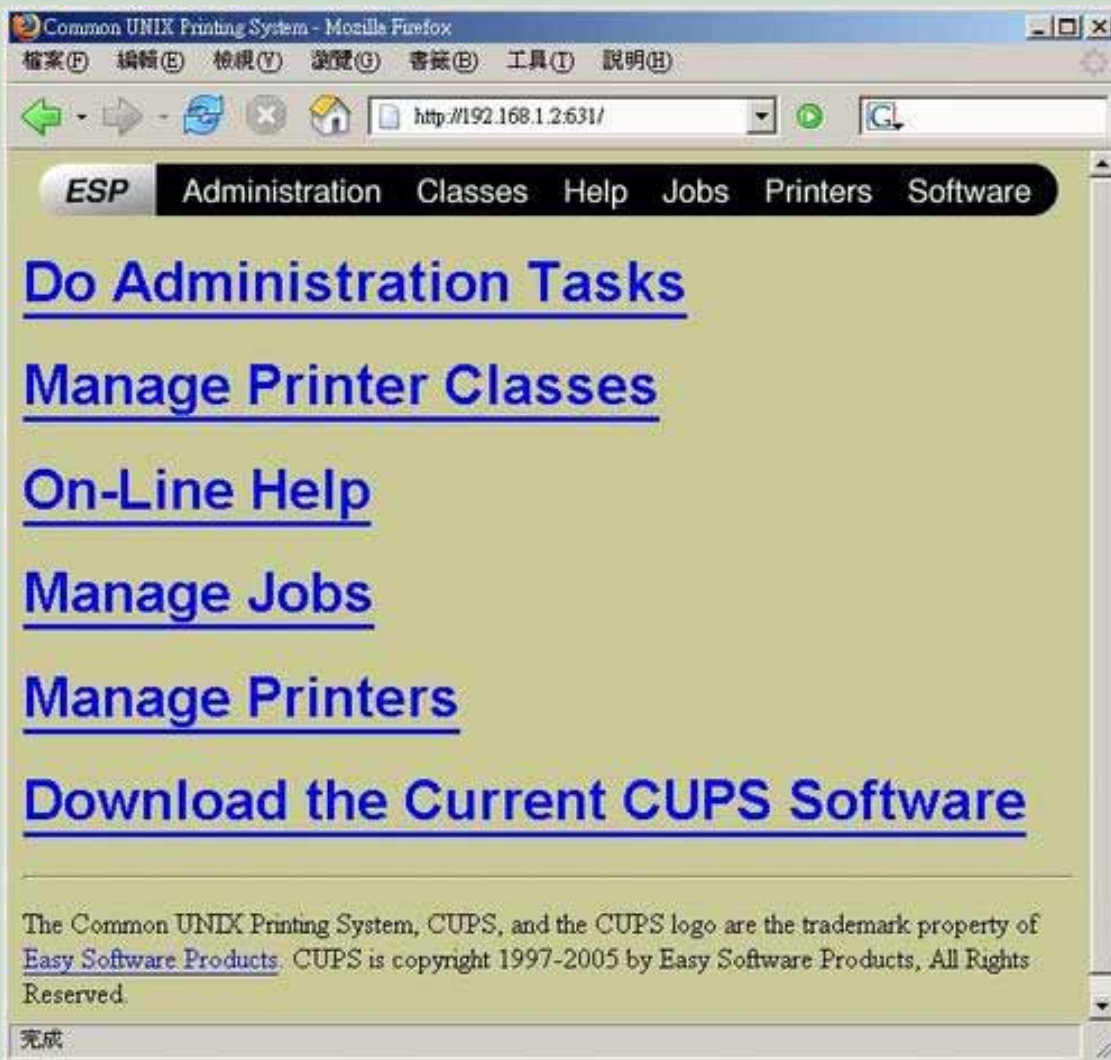 Common UNIX Printing System - Mozilla Firefox
檔案(F) 編輯(E) 檢視(V) 瀏覽(G) 書籤(B) 工具(T) 說明(H)
http://192.168.1.2:631/
G
ESP Administration Classes Help Jobs Printers Software
Do Administration Tasks
Manage Printer Classes
On-Line Help
Manage Jobs
Manage Printers
Download the Current CUPS Software
The Common UNIX Printing System, CUPS, and the CUPS logo are the trademark property of
Easy Software Products. CUPS is copyright 1997-2005 by Easy Software Products, All Rights
Reserved.
完成